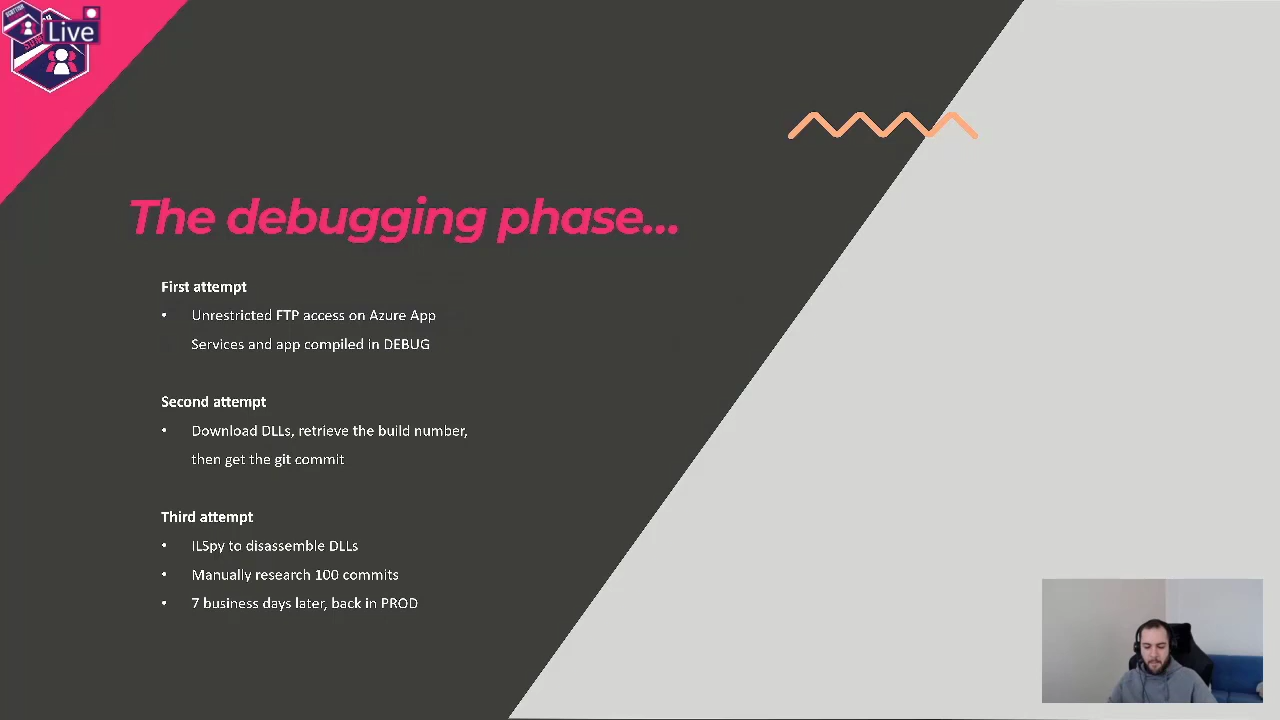 Live
The debugging phase...
First attempt
• Unrestricted FTP access on Azure App
Services and app compiled in DEBUG
Second attempt
• Download DLLs, retrieve the build number,
then get the git commit
Third attempt
• ILSpy to disassemble DLLs
• Manually research 100 commits
• 7 business days later, back in PROD